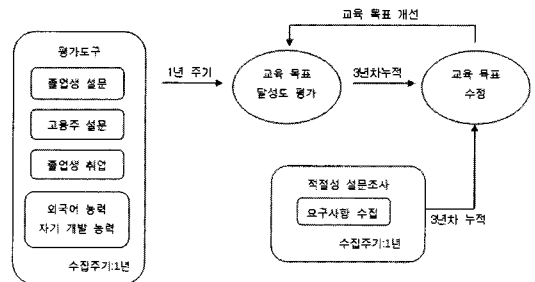 교육 목표 개선
평가도구
졸업생 설문
고용주 설문
졸업생 취업
외국어 능력
자기 개발 능력
수집주기:1년
1년 주기
교육 목표
달성도 평가
3년차누적
교육 목표
수정
적절성 설문조사
요구사항 수집
수집주기:1년
3년차 누적